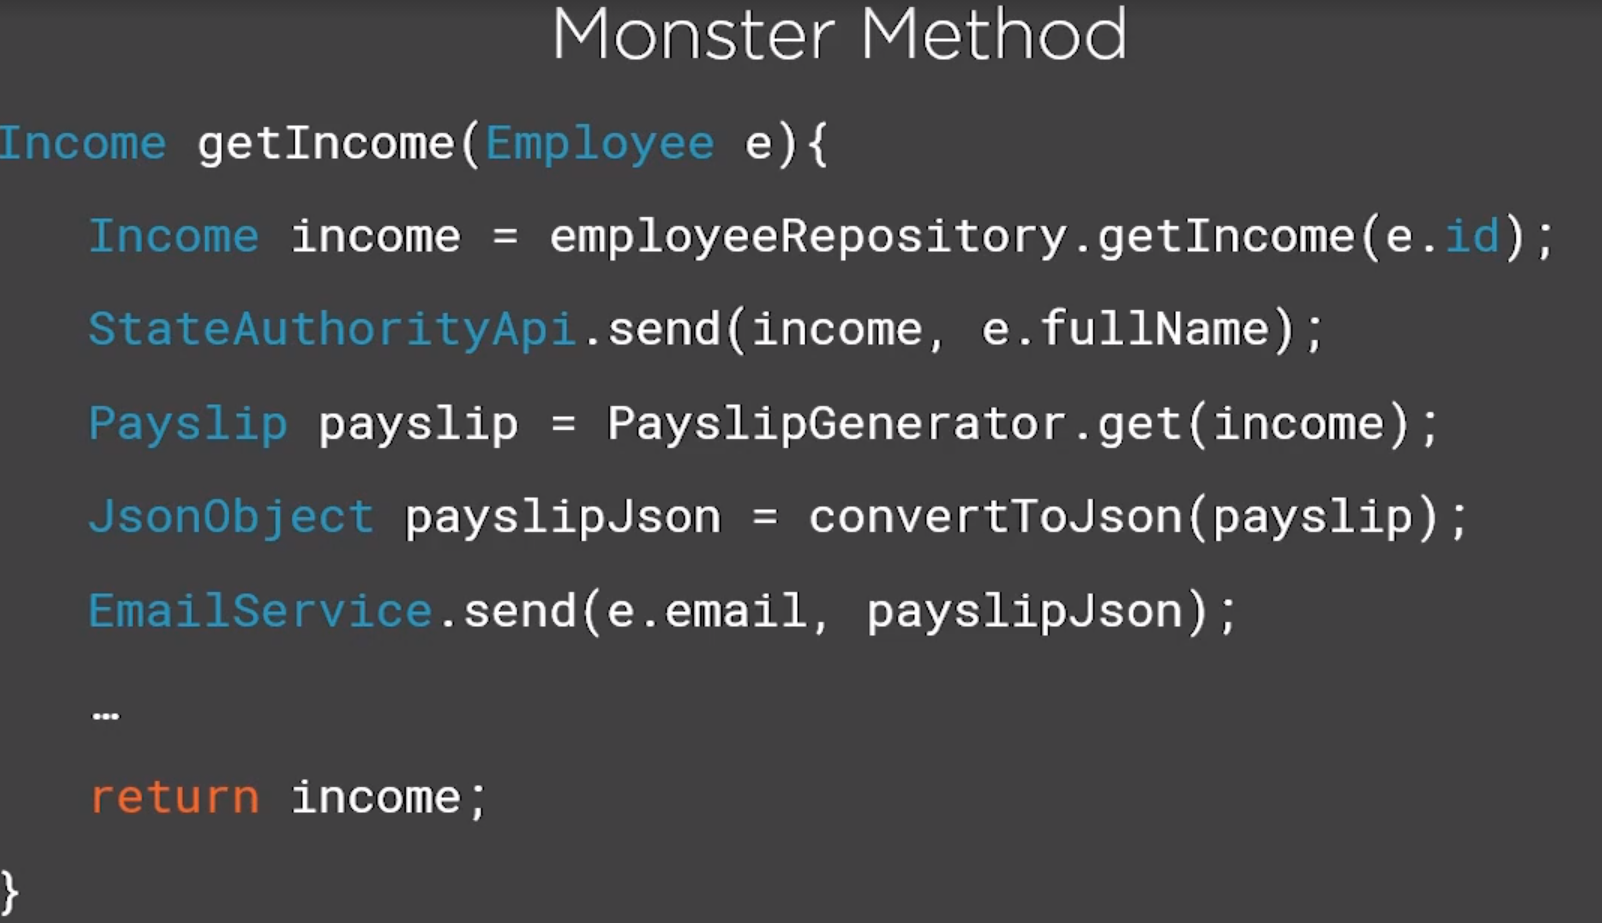 Monster Method
Income getIncome(Employee e){
Income income = employeeRepository.getIncome(e.id);
StateAuthorityApi.send(income, e.fullName);
Payslip payslip = PayslipGenerator.get(income);
JsonObject payslipJson = convertToJson(payslip);
EmailService.send(e.email, payslipJson);
…
return income;
}